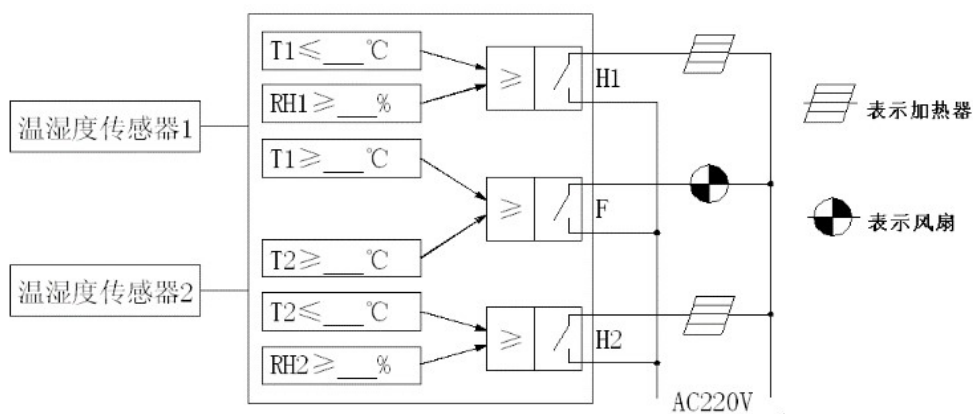 T1≤___℃
RH1≥___%
温湿度传感器1
T1≥___℃
T2≥___℃
温湿度传感器2
T2≤___℃
RH2≥___%
≥
H1
≥
F
≥
H2
AC220V
表示加热器
表示风扇